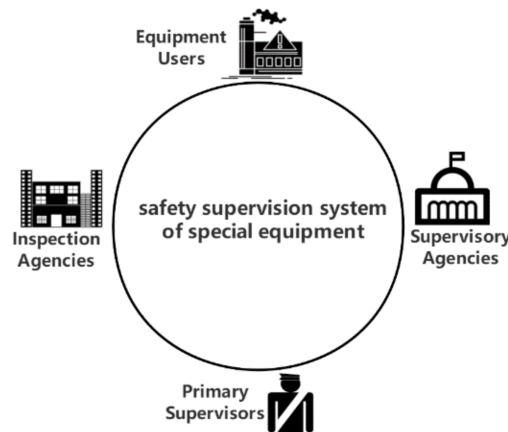 Equipment
Users
safety supervision system
of special equipment
Inspection
Agencies
Supervisory
Agencies
Primary
Supervisors